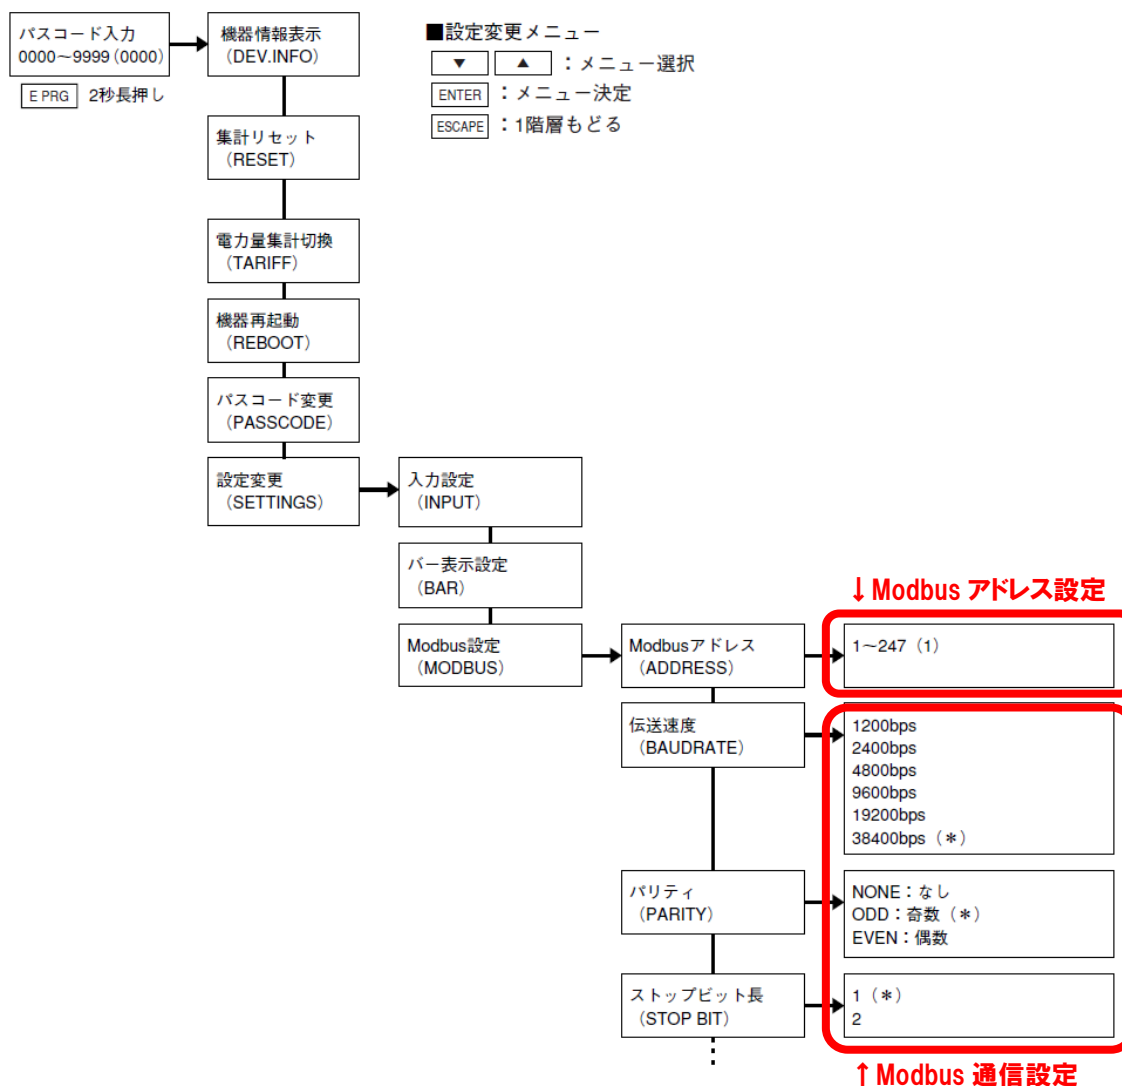 パスコード入力
0000～9999(0000)
E PRG 2秒長押し
機器情報表示
(DEV.INFO)
■設定変更メニュー
▼ ▲ ：メニュー選択
ENTER ：メニュー決定
ESCAPE ：1階層もどる
集計リセット
(RESET)
電力量集計切換
(TARIFF)
機器再起動
(REBOOT)
パスコード変更
(PASSCODE)
設定変更
(SETTINGS)
入力設定
(INPUT)
バー表示設定
(BAR)
Modbus設定
(MODBUS)
↓Modbus アドレス設定
Modbusアドレス
(ADDRESS)
1～247 (1)
伝送速度
(BAUDRATE)
1200bps
2400bps
4800bps
9600bps
19200bps
38400bps (＊)
パリティ
(PARITY)
NONE：なし
ODD：奇数 (＊)
EVEN：偶数
ストップビット長
(STOP BIT)
1 (＊)
2
↑Modbus 通信設定